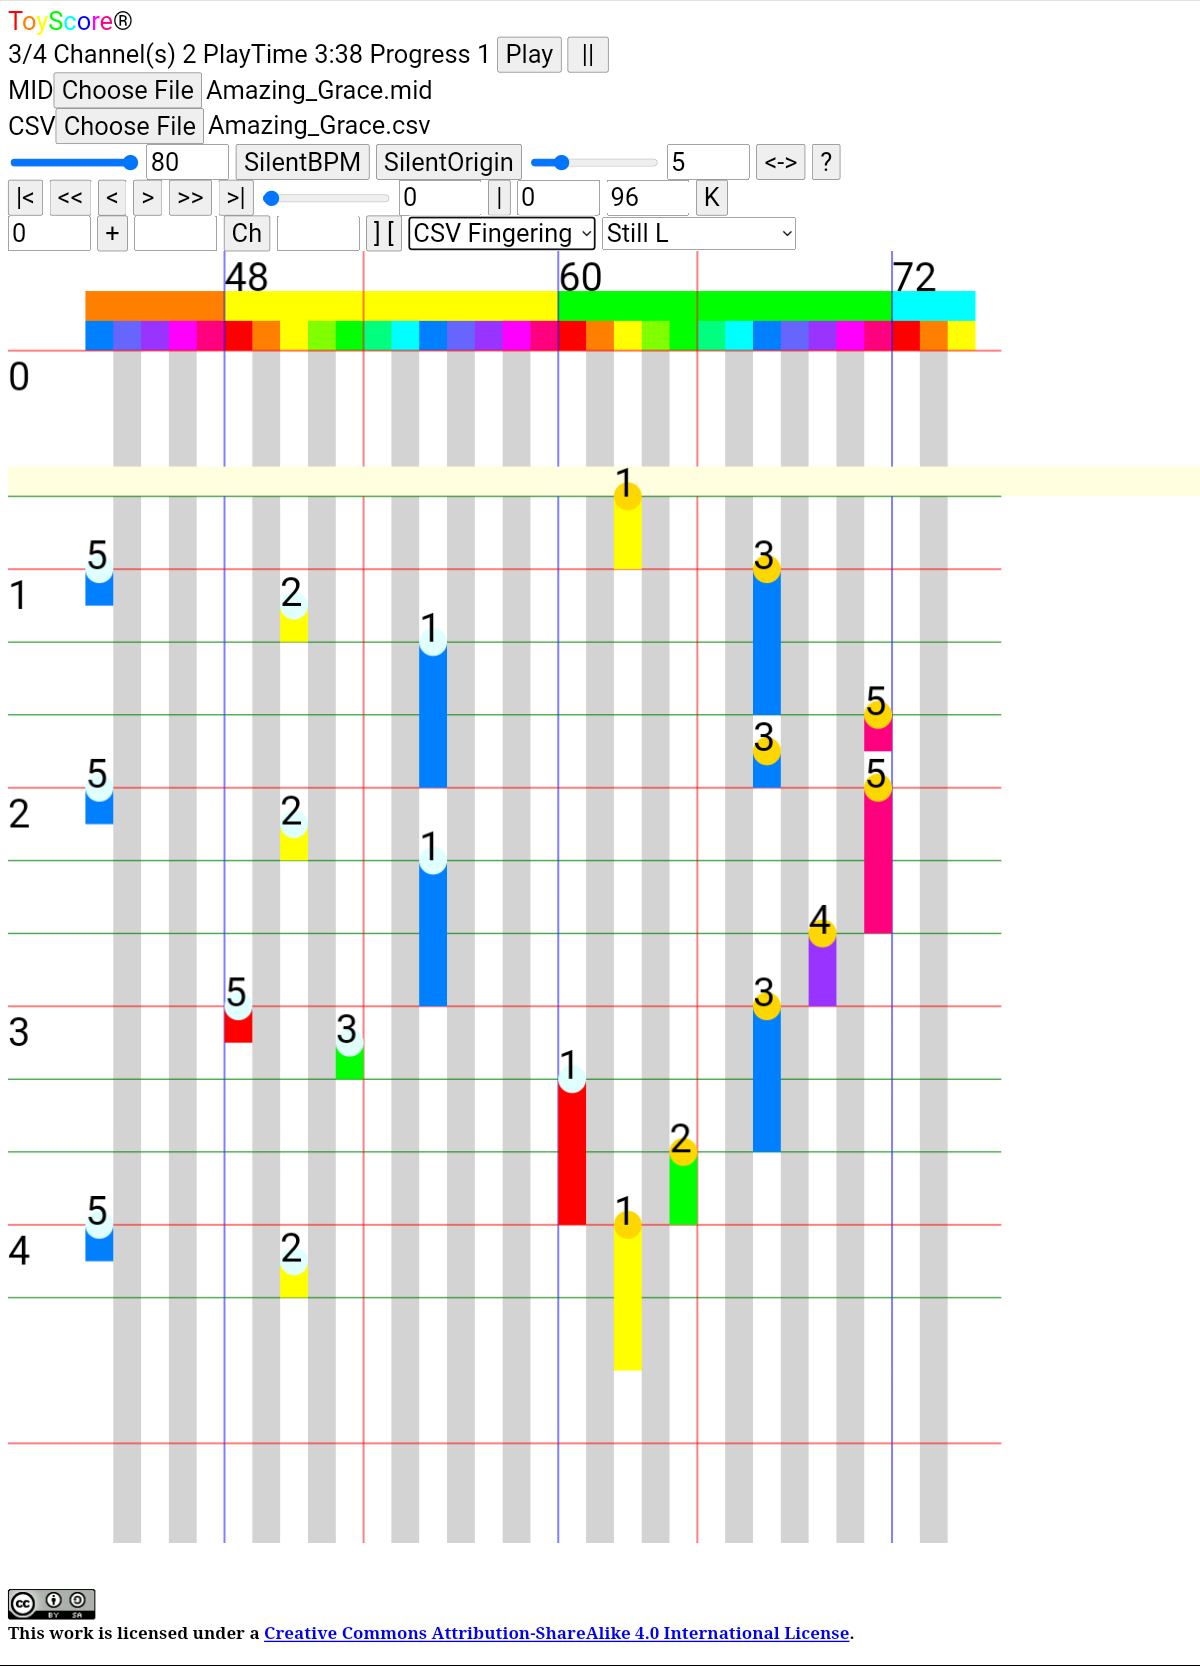 ToyScore®
3/4 Channel(s) 2 PlayTime 3:38 Progress 1 Play ||
MID Choose File Amazing_Grace.mid
CSV Choose File Amazing_Grace.csv
80 SilentBPM SilentOrigin 5 <-> ?
|< << < > >> >| 0 | 0 96 K
0 + Ch ] [ CSV Fingering Still L
48 60 72
0
1
5 3
1
2
1
5
3
5 5
2
2
1
4
5 3
3
3
1
2
5 1
4
2
This work is licensed under a Creative Commons Attribution-ShareAlike 4.0 International License.